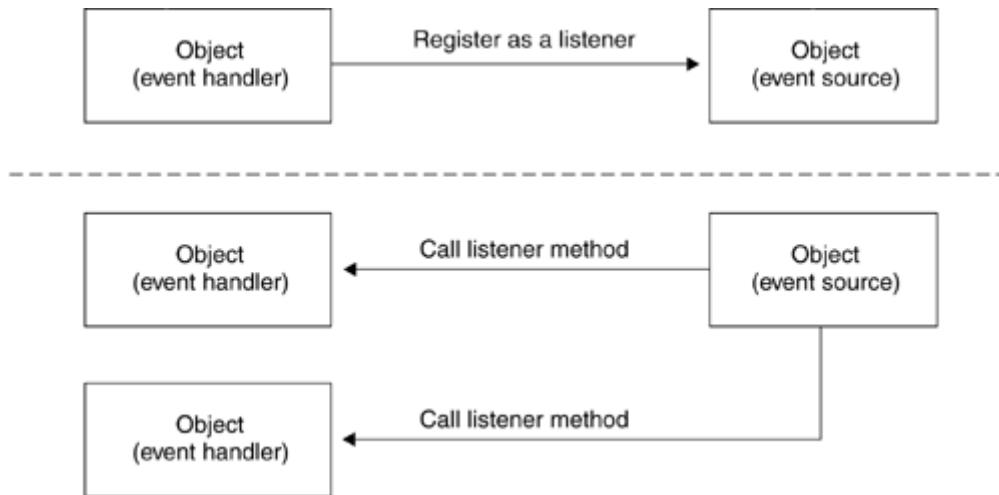 Object
(event handler)
Register as a listener
Object
(event source)
Object
(event handler)
Call listener method
Object
(event source)
Object
(event handler)
Call listener method